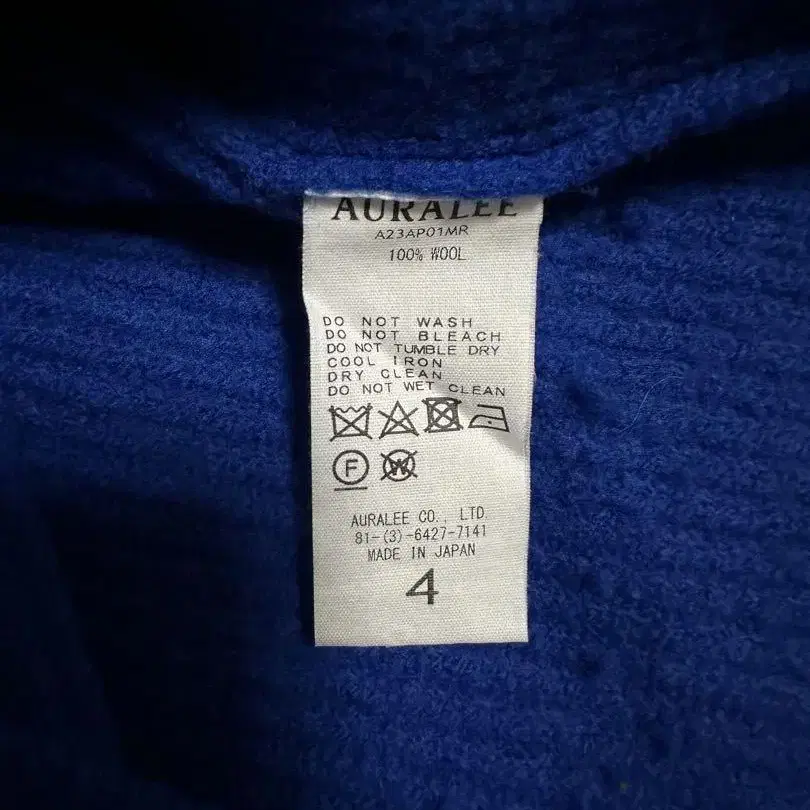 AURALEE
A23AP01MR
100% WOOL
DO NOT WASH
DO NOT BLEACH
DO NOT TUMBLE DRY
COOL IRON
DRY CLEAN
DO NOT WET CLEAN
F W
AURALEE CO., LTD.
81-(3)-6427-7141
MADE IN JAPAN
4